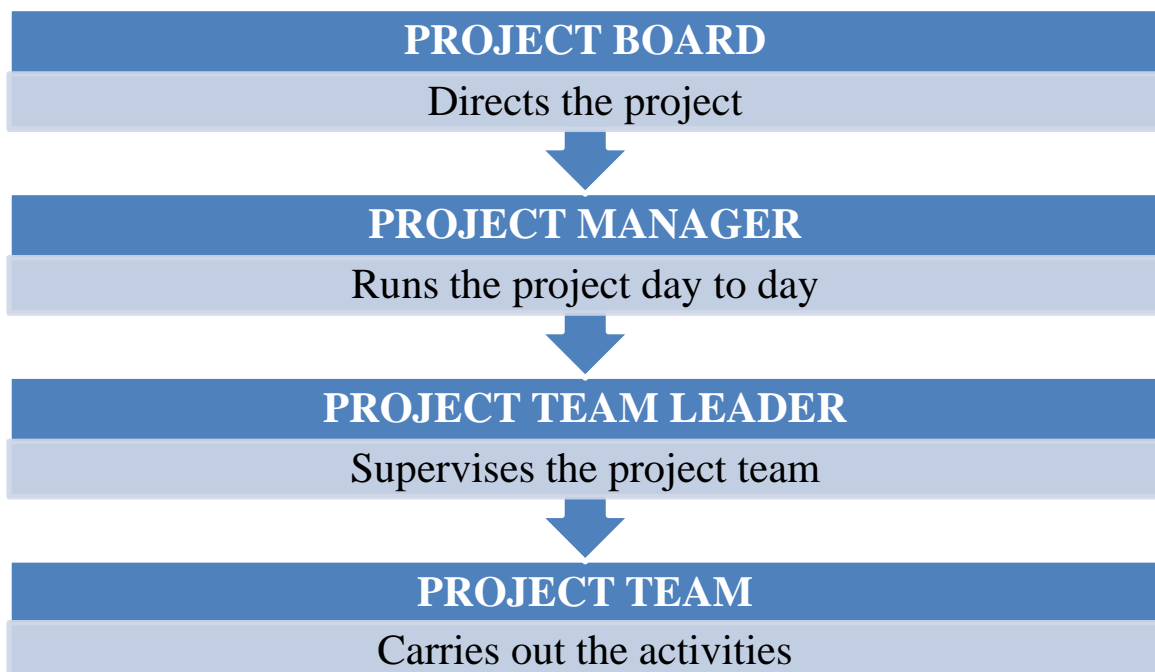 PROJECT BOARD
Directs the project
PROJECT MANAGER
Runs the project day to day
PROJECT TEAM LEADER
Supervises the project team
PROJECT TEAM
Carries out the activities